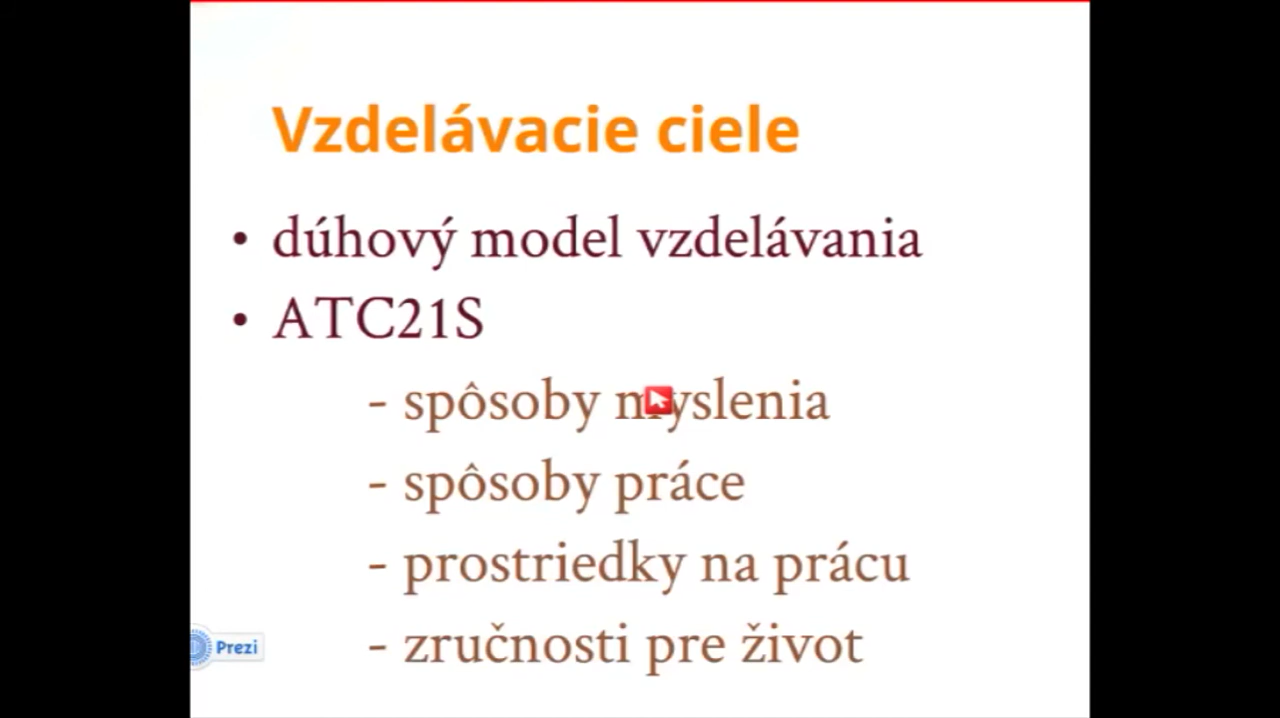 Vzdelávacie ciele
• dúhový model vzdelávania
• ATC21S
- spôsoby myslenia
- spôsoby práce
- prostriedky na prácu
- zručnosti pre život
Prezi